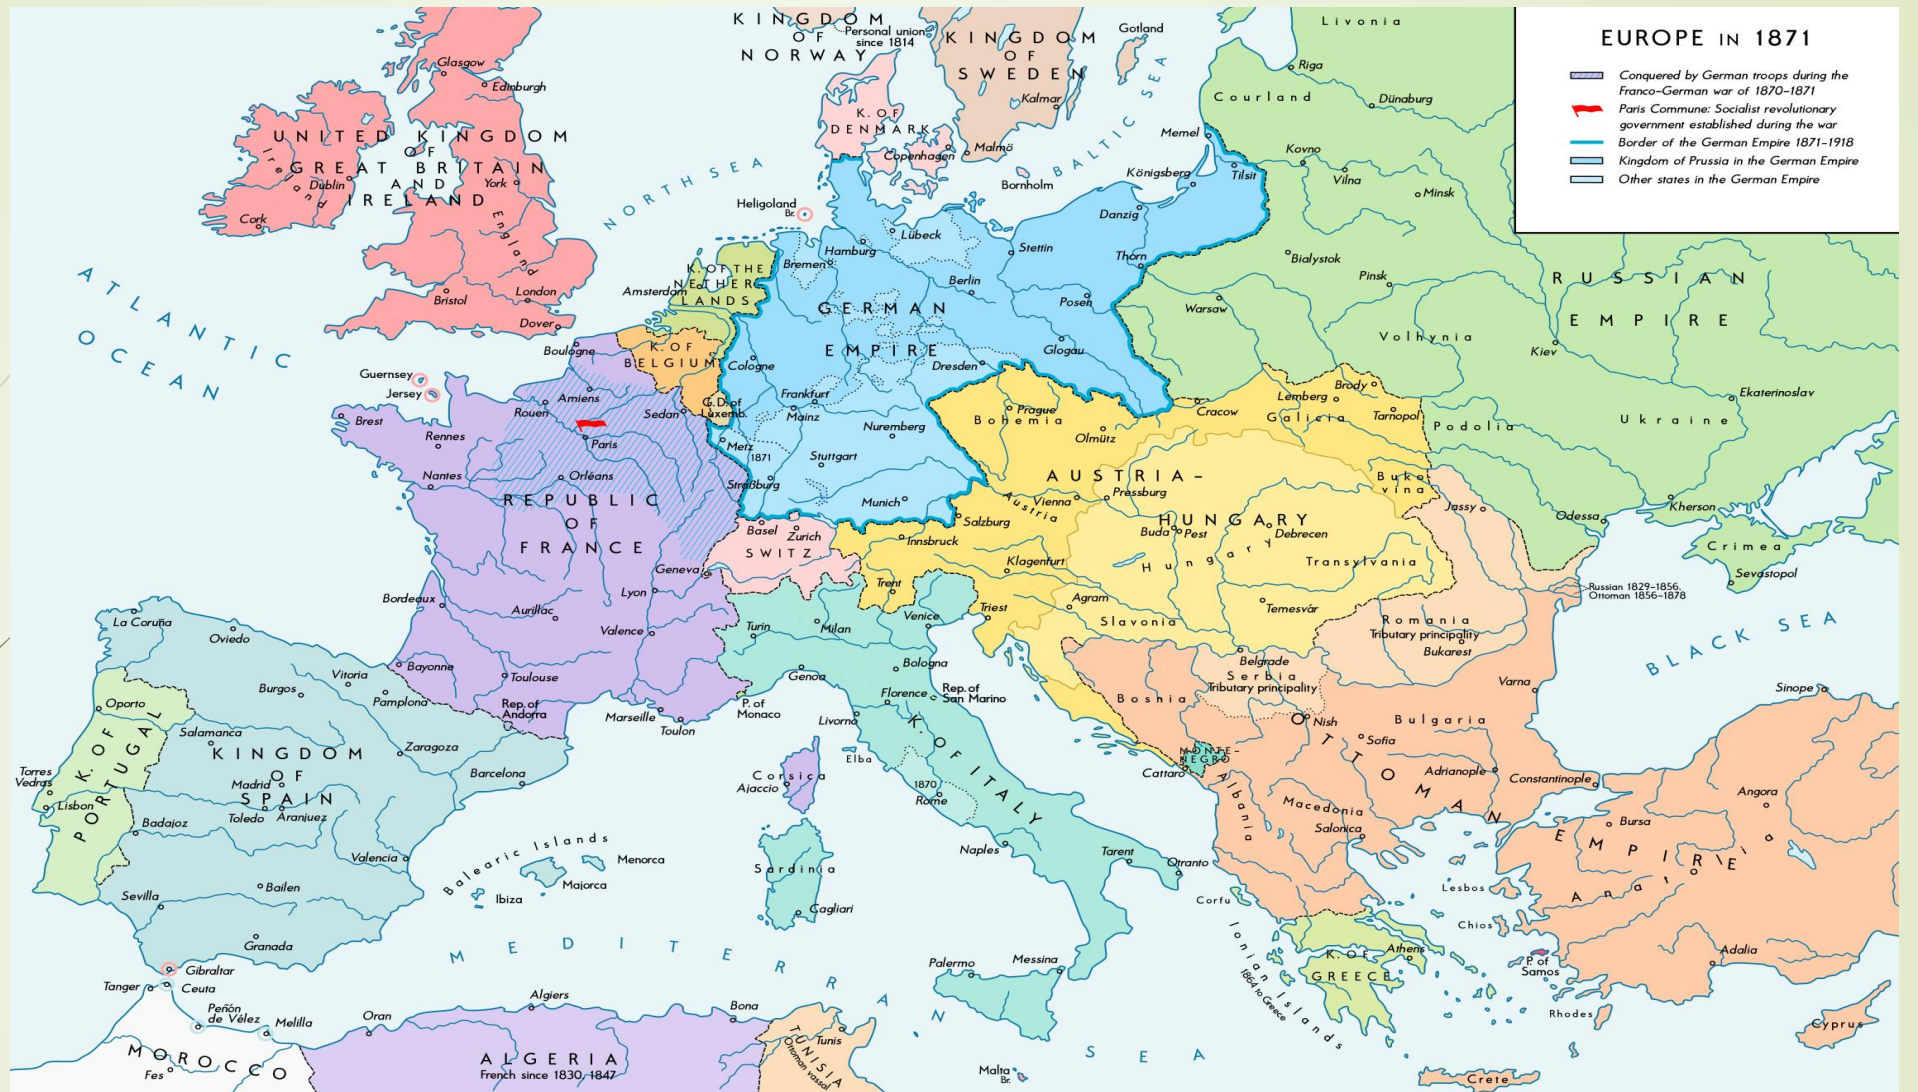 EUROPE IN 1871
Conquered by German troops during the
Franco-German war of 1870-1871
Paris Commune: Socialist revolutionary
government established during the war
Border of the German Empire 1871-1918
Kingdom of Prussia in the German Empire
Other states in the German Empire
KINGDOM
OF
NORWAY
Personal union
since 1814
KINGDOM
OF
SWEDEN
Gotland
Kalmar
Malmö
Bornholm
K. OF
DENMARK
Copenhagen
BALTIC SEA
NORTH SEA
Livonia
Riga
Courland
Dünaburg
Memel
Kovno
Vilna
Minsk
Tilsit
Königsberg
Danzig
Glasgow
Edinburgh
UNITED KINGDOM
OF
GREAT BRITAIN
AND
IRELAND
Ireland
Dublin
York
Cork
England
Bristol
London
Dover
ATLANTIC
OCEAN
Guernsey
Jersey
Heligoland
Br.
K. OF THE
NETHER-
LANDS
Amsterdam
K. OF
BELGIUM
G.D. of
Luxemb.
Lübeck
Hamburg
Bremen
Stettin
Thorn
Berlin
Posen
GERMAN
EMPIRE
Glogau
Dresden
Cologne
Frankfurt
Mainz
Nuremberg
Metz
1871
Stuttgart
Straßburg
Munich
Bialystok
Pinsk
Warsaw
RUSSIAN
EMPIRE
Volhynia
Kiev
Brody
Lemberg
Tarnopol
Cracow
Galicia
Podolia
Ukraine
Ekaterinoslav
Boulogne
Amiens
Rouen
Sedan
Paris
Brest
Rennes
Nantes
Orléans
REPUBLIC
OF
FRANCE
Geneva
Lyon
Bordeaux
Aurillac
Valence
Bayonne
Toulouse
Marseille
Toulon
Rep. of
Andorra
P. of
Monaco
Corsica
Ajaccio
Basel
Zurich
SWITZ
Prague
Bohemia
Olmütz
AUSTRIA-
HUNGARY
Austria
Vienna
Pressburg
Salzburg
Innsbruck
Klagenfurt
Trent
Triest
Buda
Pest
Debrecen
Hungary
Transylvania
Buko-
vina
Agram
Slavonia
Temesvár
Jassy
Odessa
Kherson
Crimea
Sevastopol
Russian 1829-1856,
Ottoman 1856-1878
BLACK SEA
Romania
Tributary principality
Bukarest
Belgrade
Serbia
Tributary principality
Bosnia
Nish
Bulgaria
Varna
Sofia
Sinope
MONTE-
NEGRO
Cattaro
Albania
Macedonia
Salonica
Adrianople
Constantinople
OTTOMAN
EMPIRE
Angora
Bursa
Anatolia
Adalia
Turin
Milan
Venice
Genoa
Bologna
Florence
Livorno
Rep. of
San Marino
K. OF ITALY
Elba
1870
Rome
Naples
Tarent
Otranto
Sardinia
Cagliari
Palermo
Messina
Malta
Br.
La Coruña
Oviedo
Vitoria
Burgos
Pamplona
Oporto
Salamanca
Zaragoza
K. OF
PORTUGAL
KINGDOM
OF
SPAIN
Madrid
Barcelona
Torres
Vedras
Lisbon
Toledo
Aranjuez
Badajoz
Valencia
Balearic Islands
Menorca
Majorca
Ibiza
Bailen
Sevilla
Granada
Gibraltar
Tanger
Ceuta
Peñón
de Vélez
Melilla
MOROCCO
Fes
Oran
Algiers
Bona
ALGERIA
French since 1830, 1847
TUNISIA
Ottoman vassal
Tunis
MEDITERRANEAN SEA
Corfu
Ionian Islands
1864 to Greece
K. OF
GREECE
Athens
Lesbos
Chios
P. of
Samos
Rhodes
Crete
Cyprus